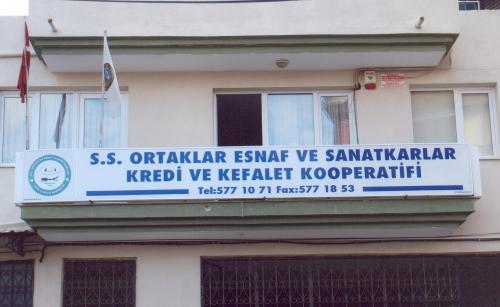 S.S. ORTAKLAR ESNAF VE SANATKARLAR
KREDİ VE KEFALET KOOPERATİFİ
Tel:577 10 71 Fax:577 18 53